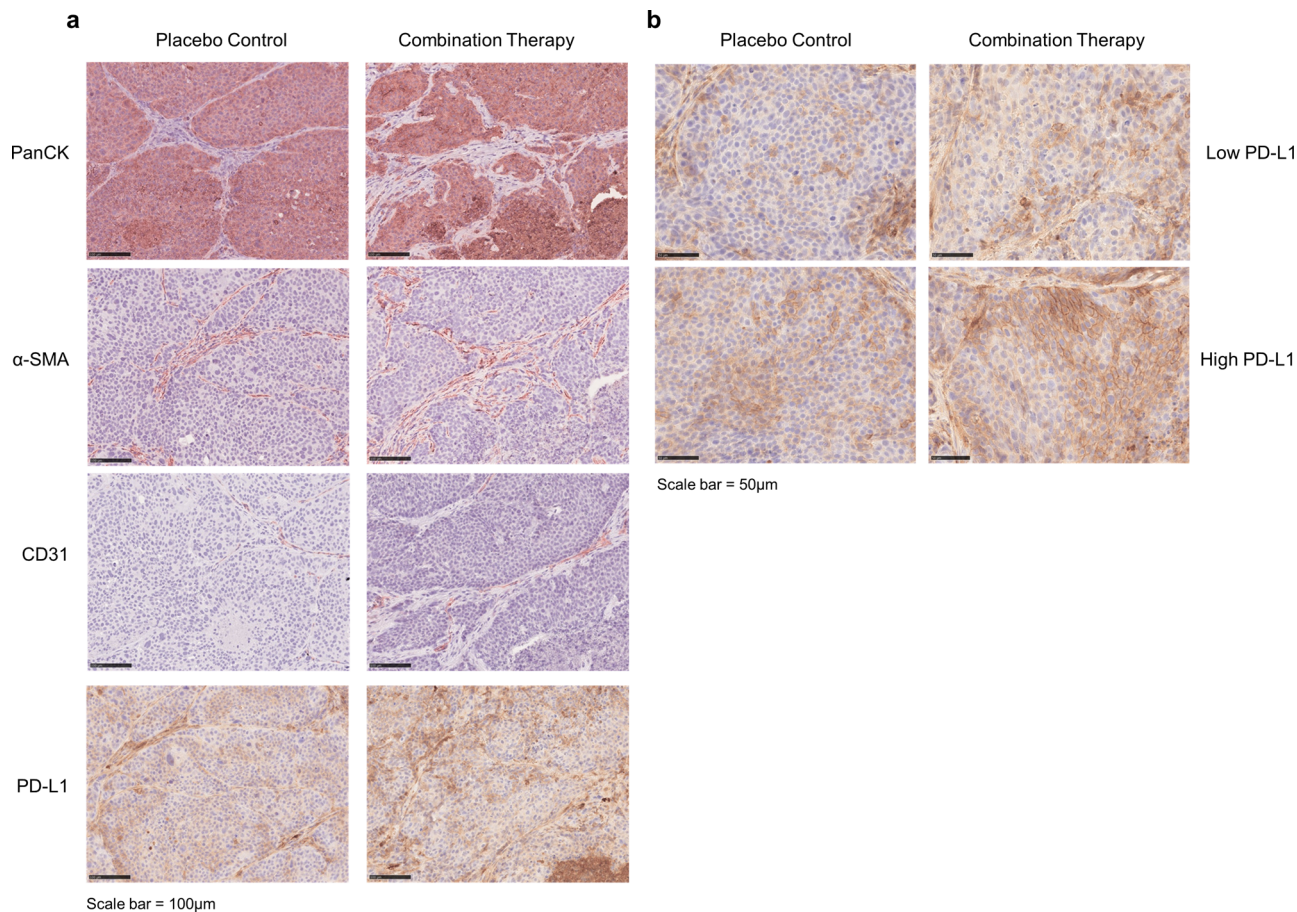 a
Placebo Control
Combination Therapy
PanCK
α-SMA
CD31
PD-L1
Scale bar = 100µm
b
Placebo Control
Combination Therapy
Low PD-L1
High PD-L1
Scale bar = 50µm